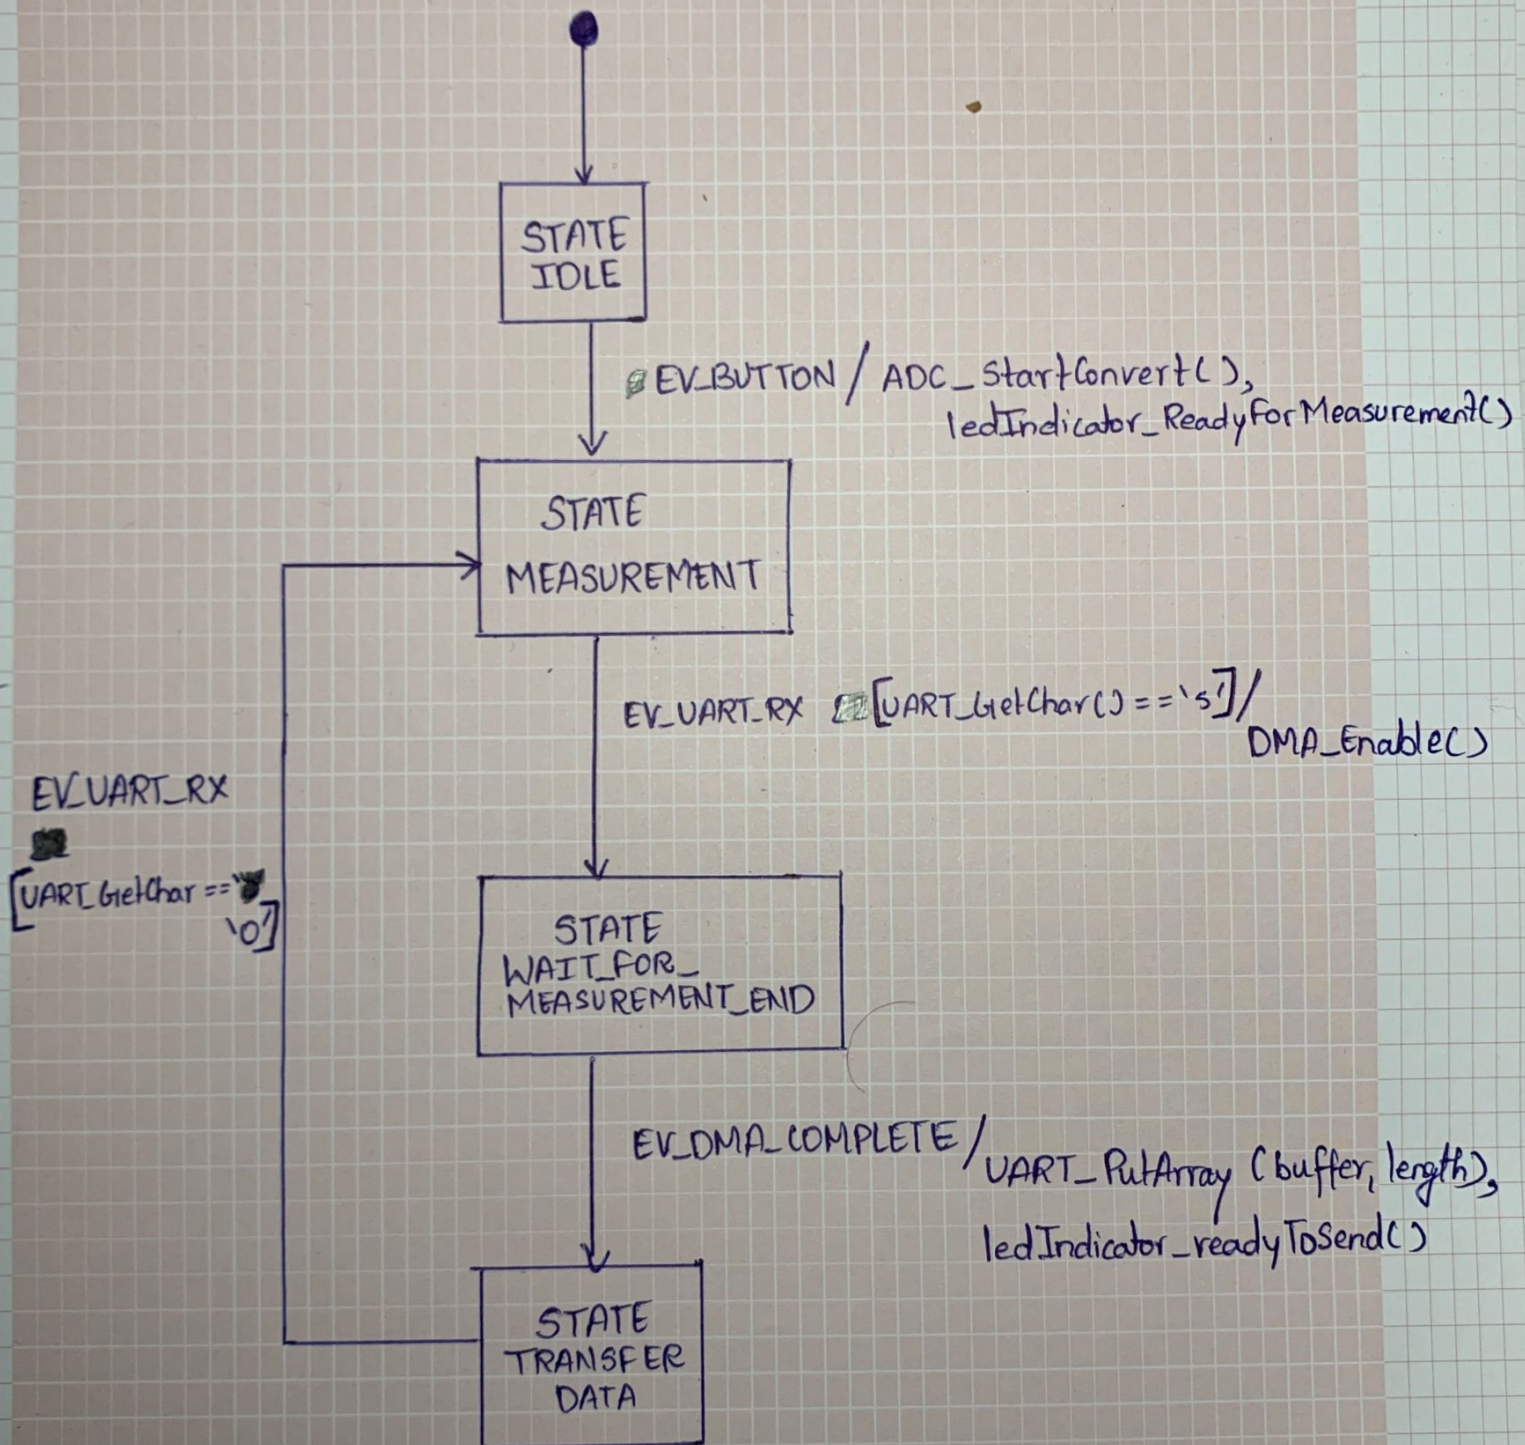 STATE
IDLE
EV_BUTTON / ADC_StartConvert(),
ledIndicator_ReadyForMeasurement()
STATE
MEASUREMENT
EV_UART_RX [UART_GetChar() == 's'] /
DMA_Enable()
EV_UART_RX
[UART_GetChar == '
'0']
STATE
WAIT_FOR_
MEASUREMENT_END
EV_DMA_COMPLETE /
UART_PutArray (buffer, length),
ledIndicator_readyToSend()
STATE
TRANSFER
DATA